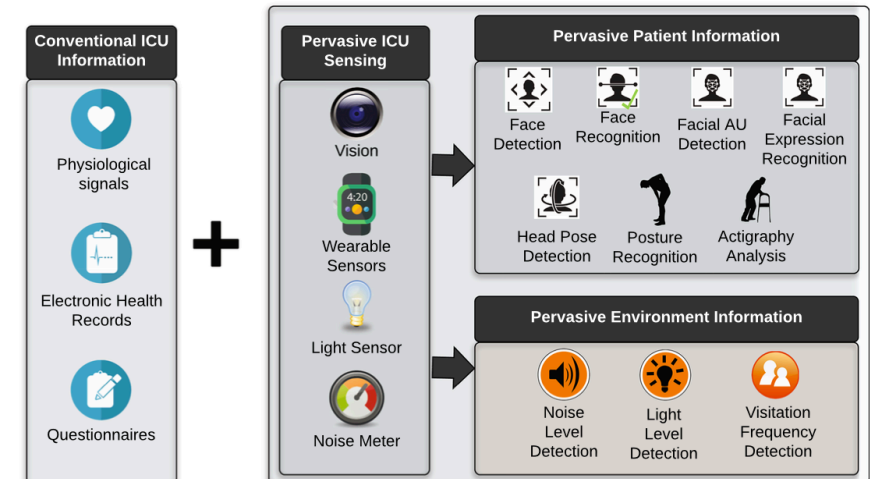 Conventional ICU
Information
Physiological
signals
Electronic Health
Records
Questionnaires
Pervasive ICU
Sensing
Vision
4:20
Wearable
Sensors
Light Sensor
Noise Meter
Pervasive Patient Information
Face
Detection
Face
Recognition
Facial AU
Detection
Facial
Expression
Recognition
Head Pose
Detection
Posture
Recognition
Actigraphy
Analysis
Pervasive Environment Information
Noise
Level
Detection
Light
Level
Detection
Visitation
Frequency
Detection